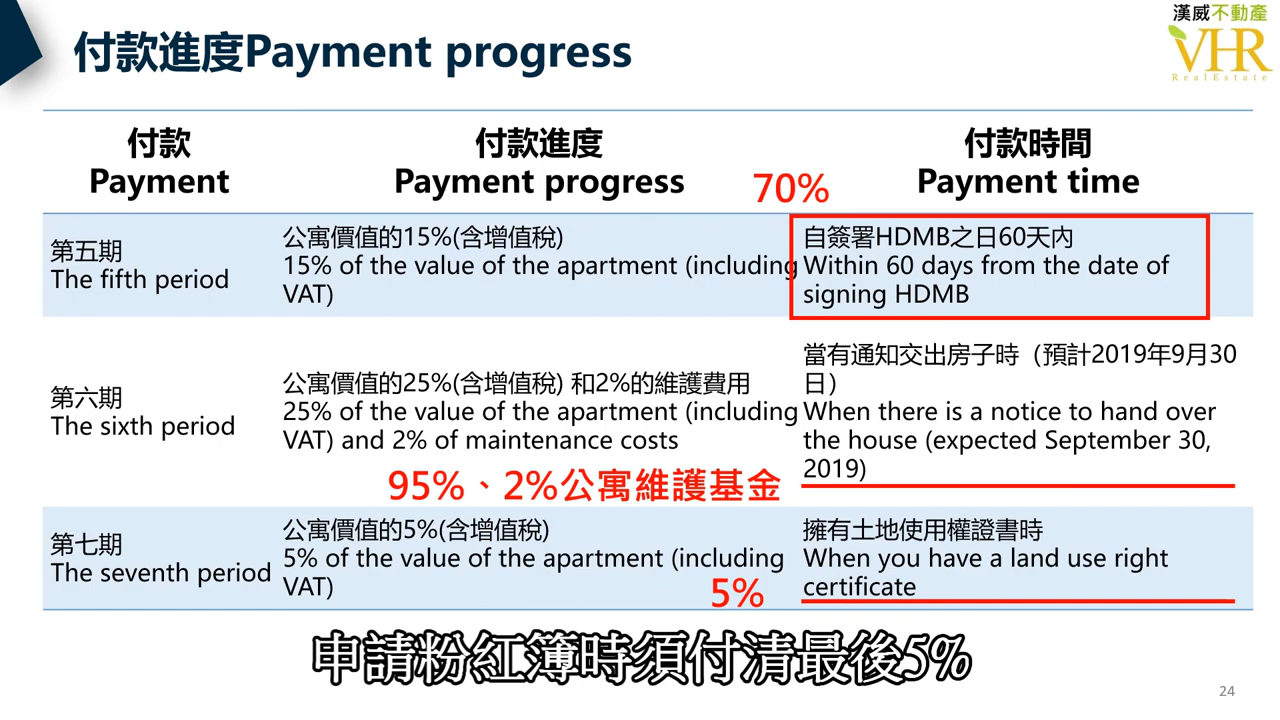 漢威不動產
VHR
RealEstate
付款進度Payment progress
付款
Payment
付款進度
Payment progress
70%
付款時間
Payment time
第五期
The fifth period
公寓價值的15%(含增值稅)
15% of the value of the apartment (including
VAT)
自簽署HDMB之日60天內
Within 60 days from the date of
signing HDMB
第六期
The sixth period
公寓價值的25%(含增值稅) 和2%的維護費用
25% of the value of the apartment (including
VAT) and 2% of maintenance costs
95%、2%公寓維護基金
當有通知交出房子時（預計2019年9月30
日）
When there is a notice to hand over
the house (expected September 30,
2019)
第七期
The seventh period
公寓價值的5%(含增值稅)
5% of the value of the apartment (including
VAT)
5%
擁有土地使用權證書時
When you have a land use right
certificate
申請粉紅簿時須付清最後5%
24